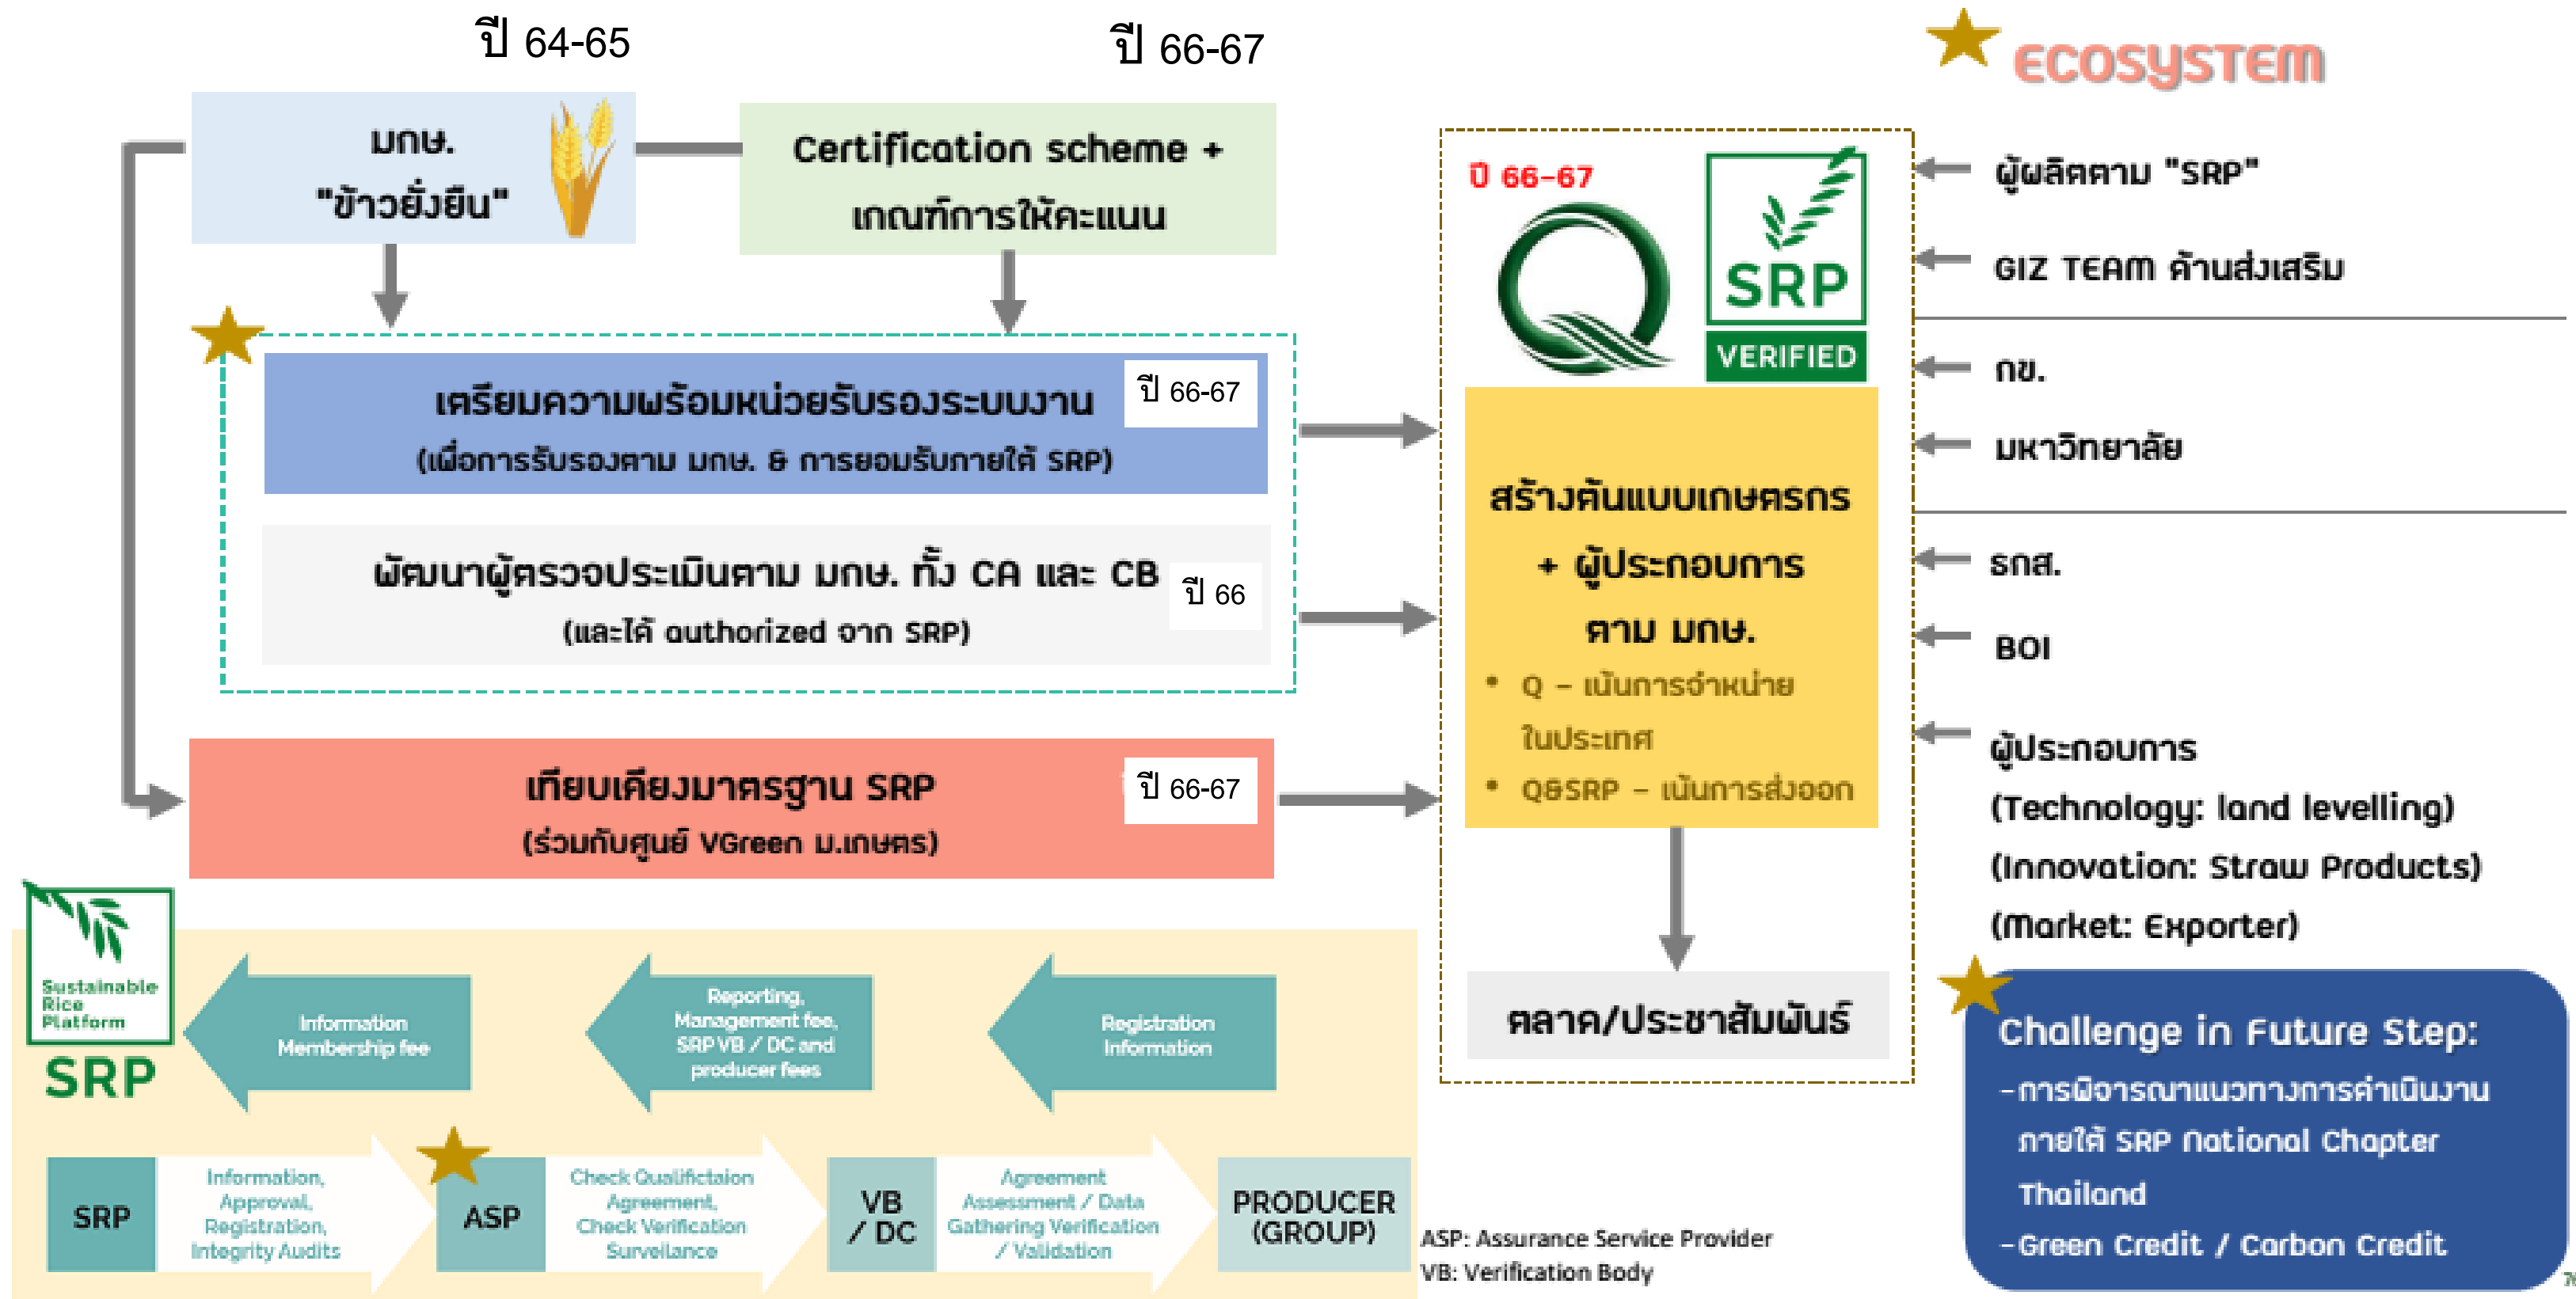 ปี 64-65
ปี 66-67
มกษ.
"ข้าวยั่งยืน"
Certification scheme +
เกณฑ์การให้คะแนน
เตรียมความพร้อมหน่วยรับรองระบบงาน
ปี 66-67
(เพื่อการรับรองตาม มกษ. & การยอมรับภายใต้ SRP)
พัฒนาผู้ตรวจประเมินตาม มกษ. ทั้ง CA และ CB
ปี 66
(และได้ authorized จาก SRP)
เทียบเคียงมาตรฐาน SRP
ปี 66-67
(ร่วมกับศูนย์ VGreen ม.เกษตร)
ปี 66-67
SRP
VERIFIED
สร้างต้นแบบเกษตรกร
+ ผู้ประกอบการ
ตาม มกษ.
• Q - เน้นการจำหน่าย
ในประเทศ
• Q&SRP - เน้นการส่งออก
ตลาด/ประชาสัมพันธ์
ECOSYSTEM
ผู้ผลิตตาม "SRP"
GIZ TEAM ด้านส่งเสริม
กข.
มหาวิทยาลัย
ธกส.
BOI
ผู้ประกอบการ
(Technology: land levelling)
(Innovation: Straw Products)
(Market: Exporter)
Challenge in Future Step:
-การพิจารณาแนวทางการดำเนินงาน
ภายใต้ SRP National Chapter
Thailand
-Green Credit / Carbon Credit
Sustainable
Rice
Platform
SRP
Information
Membership fee
Reporting,
Management fee,
SRP VB / DC and
producer fees
Registration
Information
SRP
Information,
Approval,
Registration,
Integrity Audits
ASP
Check Qualifictaion
Agreement,
Check Verification
Surveilance
VB
/ DC
Agreement
Assessment / Data
Gathering Verification
/ Validation
PRODUCER
(GROUP)
ASP: Assurance Service Provider
VB: Verification Body